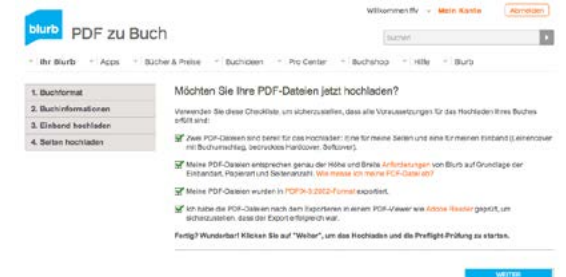 Willkommen ffv
Mein Konto
Abmelden
blurb
PDF zu Buch
suchen
Ihr Blurb
Apps
Bücher & Preise
Buchideen
Pro Center
Buchshop
Hilfe
Blurb
1. Buchformat
2. Buchinformationen
3. Einband hochladen
4. Seiten hochladen
Möchten Sie Ihre PDF-Dateien jetzt hochladen?
Verwenden Sie diese Checkliste, um sicherzustellen, dass alle Voraussetzungen für das Hochladen Ihres Buches
erfüllt sind:
Zwei PDF-Dateien sind bereit für das Hochladen: Eine für meine Seiten und eine für meinen Einband (Leinencover
mit Buchumschlag, bedrucktes Hardcover, Softcover).
Meine PDF-Dateien entsprechen genau der Höhe und Breite Anforderungen von Blurb auf Grundlage der
Einbandart, Papierart und Seitenanzahl. Wie messe ich meine PDF-Datei ab?
Meine PDF-Dateien wurden in PDF/X-3:2002-Format exportiert.
Ich habe die PDF-Dateien nach dem Exportieren in einem PDF-Viewer wie Adobe Reader geprüft, um
sicherzustellen, dass der Export erfolgreich war.
Fertig? Wunderbar! Klicken Sie auf "Weiter", um das Hochladen und die Preflight-Prüfung zu starten.
WEITER